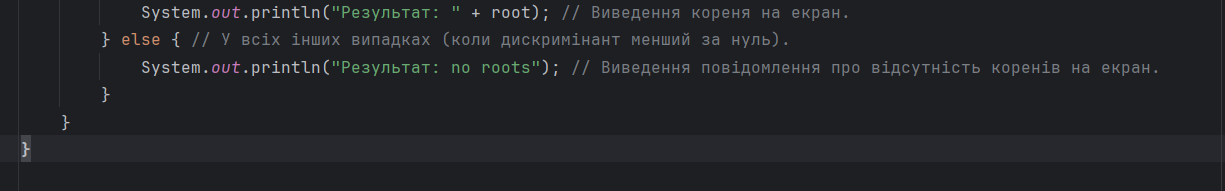 System.out.println("Результат: " + root); // Виведення кореня на екран.
} else { // У всіх інших випадках (коли дискримінант менший за нуль).
System.out.println("Результат: no roots"); // Виведення повідомлення про відсутність коренів на екран.
}
}
}